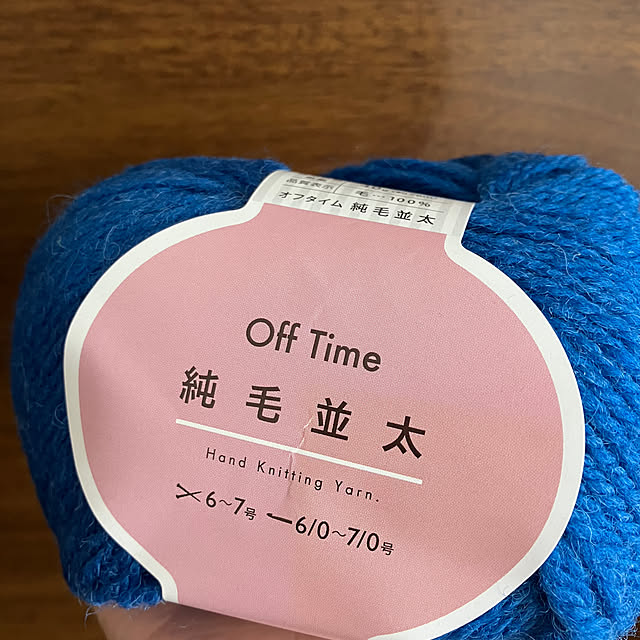 品質表示
毛…100%
オフタイム 純毛並太
Off Time
純毛並太
Hand Knitting Yarn.
6〜7号 6/0〜7/0号